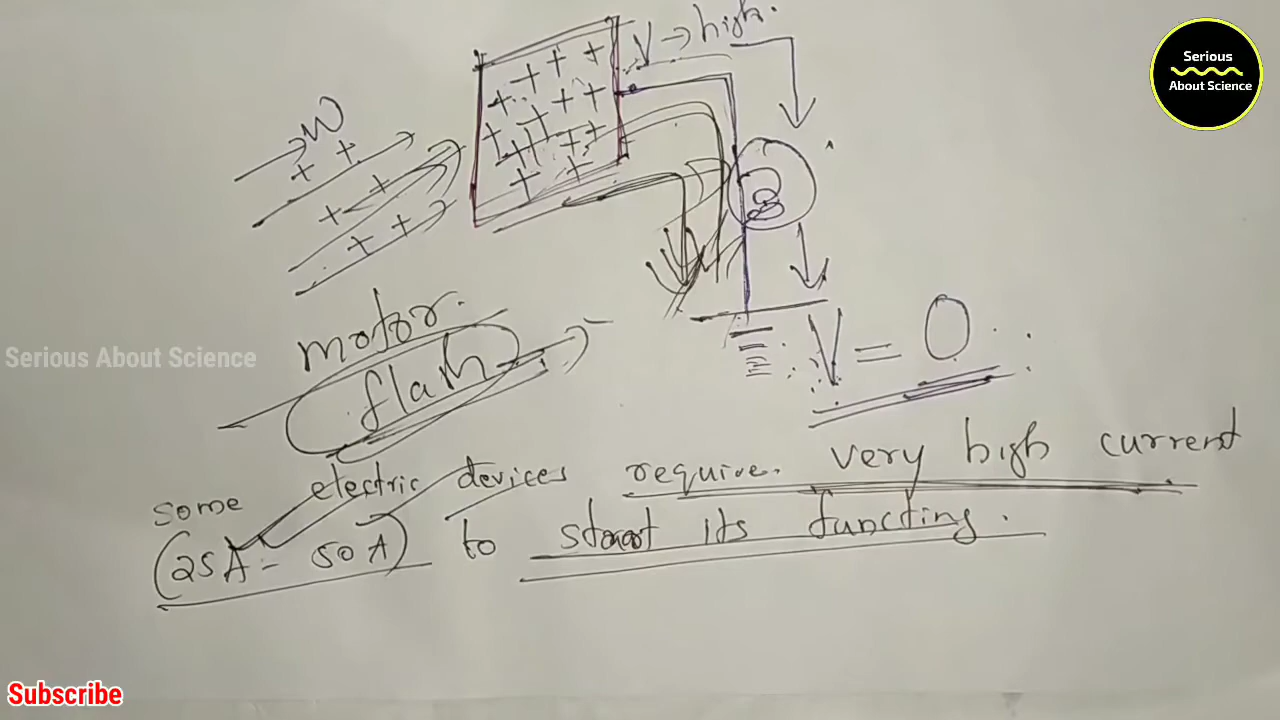 Serious
About Science
V → high.
W
motor.
flash
Serious About Science
V = 0
some electric devices require. very high current
(25A - 50A) to start its functing.
Subscribe